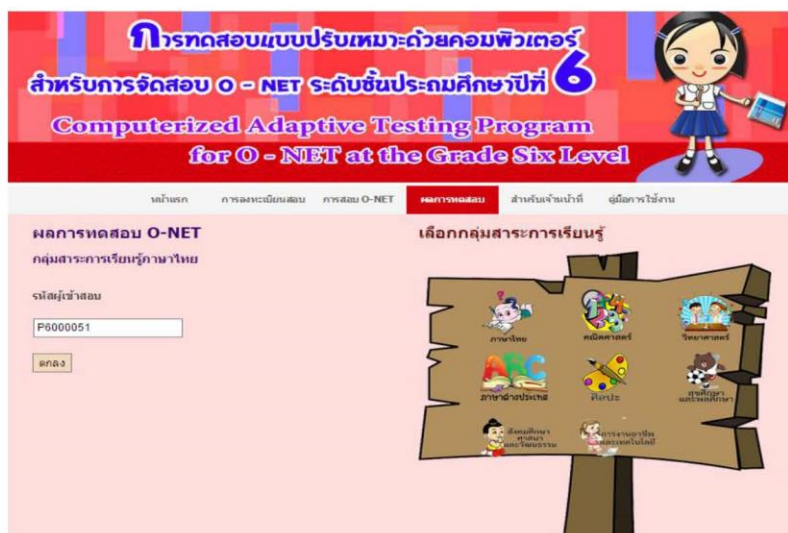 การทดสอบแบบปรับเหมาะด้วยคอมพิวเตอร์
สำหรับการจัดสอบ O - NET ระดับชั้นประถมศึกษาปีที่ 6
Computerized Adaptive Testing Program
for O - NET at the Grade Six Level
หน้าแรก การลงทะเบียนสอบ การสอบ O-NET ผลการทดสอบ สำหรับเจ้าหน้าที่ คู่มือการใช้งาน
ผลการทดสอบ O-NET
กลุ่มสาระการเรียนรู้ภาษาไทย
รหัสผู้เข้าสอบ
P6000051
ตกลง
เลือกกลุ่มสาระการเรียนรู้
ภาษาไทย คณิตศาสตร์ วิทยาศาสตร์
ABC
ภาษาต่างประเทศ ศิลปะ สุขศึกษา
และพลศึกษา
สังคมศึกษา
ศาสนา
และวัฒนธรรม
การงานอาชีพ
และเทคโนโลยี